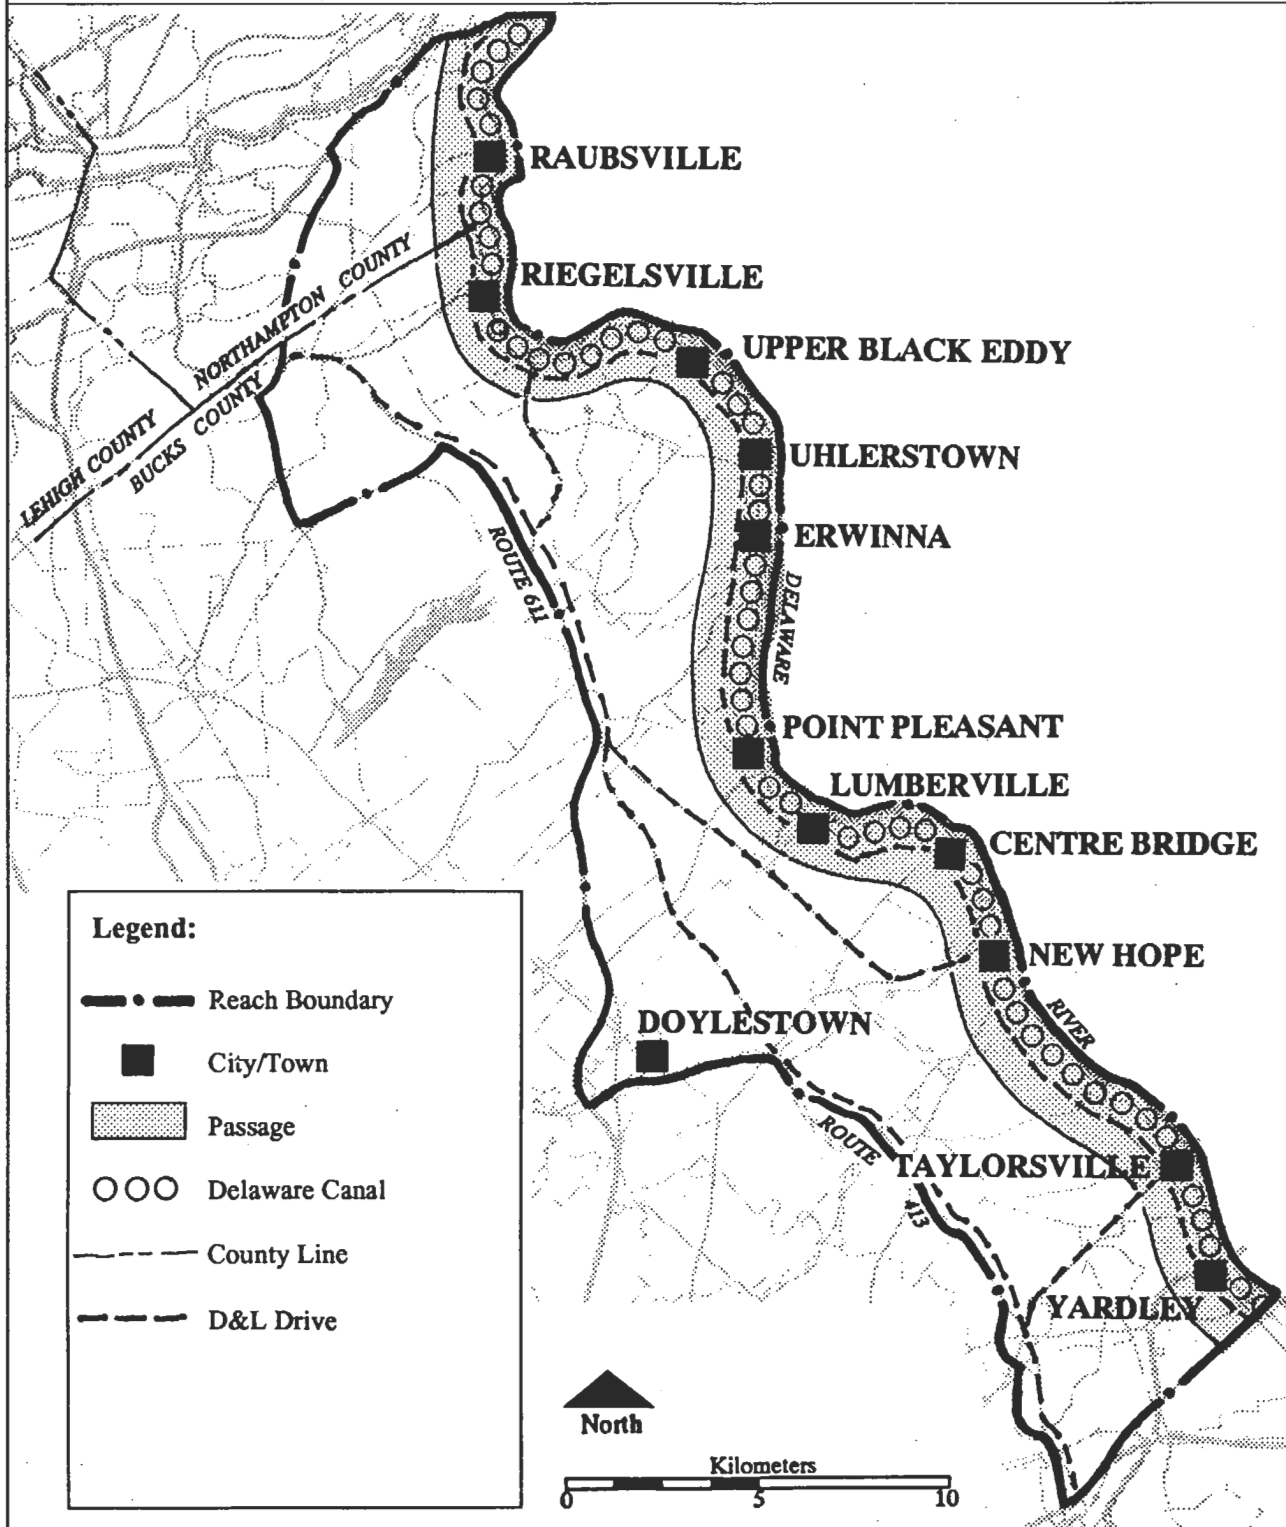 RAUBSVILLE
RIEGELSVILLE
NORTHAMPTON COUNTY
UPPER BLACK EDDY
LEHIGH COUNTY
BUCKS COUNTY
UHLERSTOWN
ROUTE 611
ERWINNA
DELAWARE
POINT PLEASANT
LUMBERVILLE
CENTRE BRIDGE
NEW HOPE
RIVER
DOYLESTOWN
ROUTE
413
TAYLORSVILLE
YARDLEY
Legend:
Reach Boundary
City/Town
Passage
Delaware Canal
County Line
D&L Drive
North
Kilometers
0 5 10